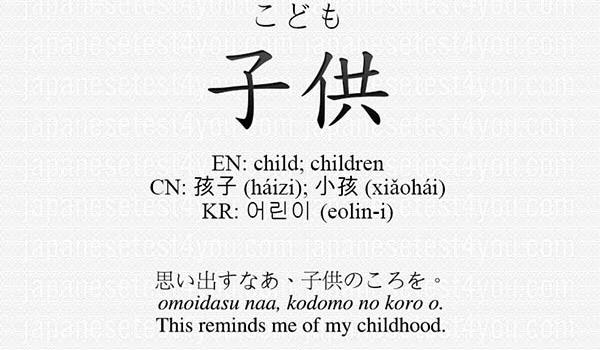 こども
子供
EN: child; children
CN: 孩子 (háizi); 小孩 (xiǎohái)
KR: 어린이 (eolin-i)
思い出すなあ、子供のころを。
omoidasu naa, kodomo no koro o.
This reminds me of my childhood.
japanesetest4you.com